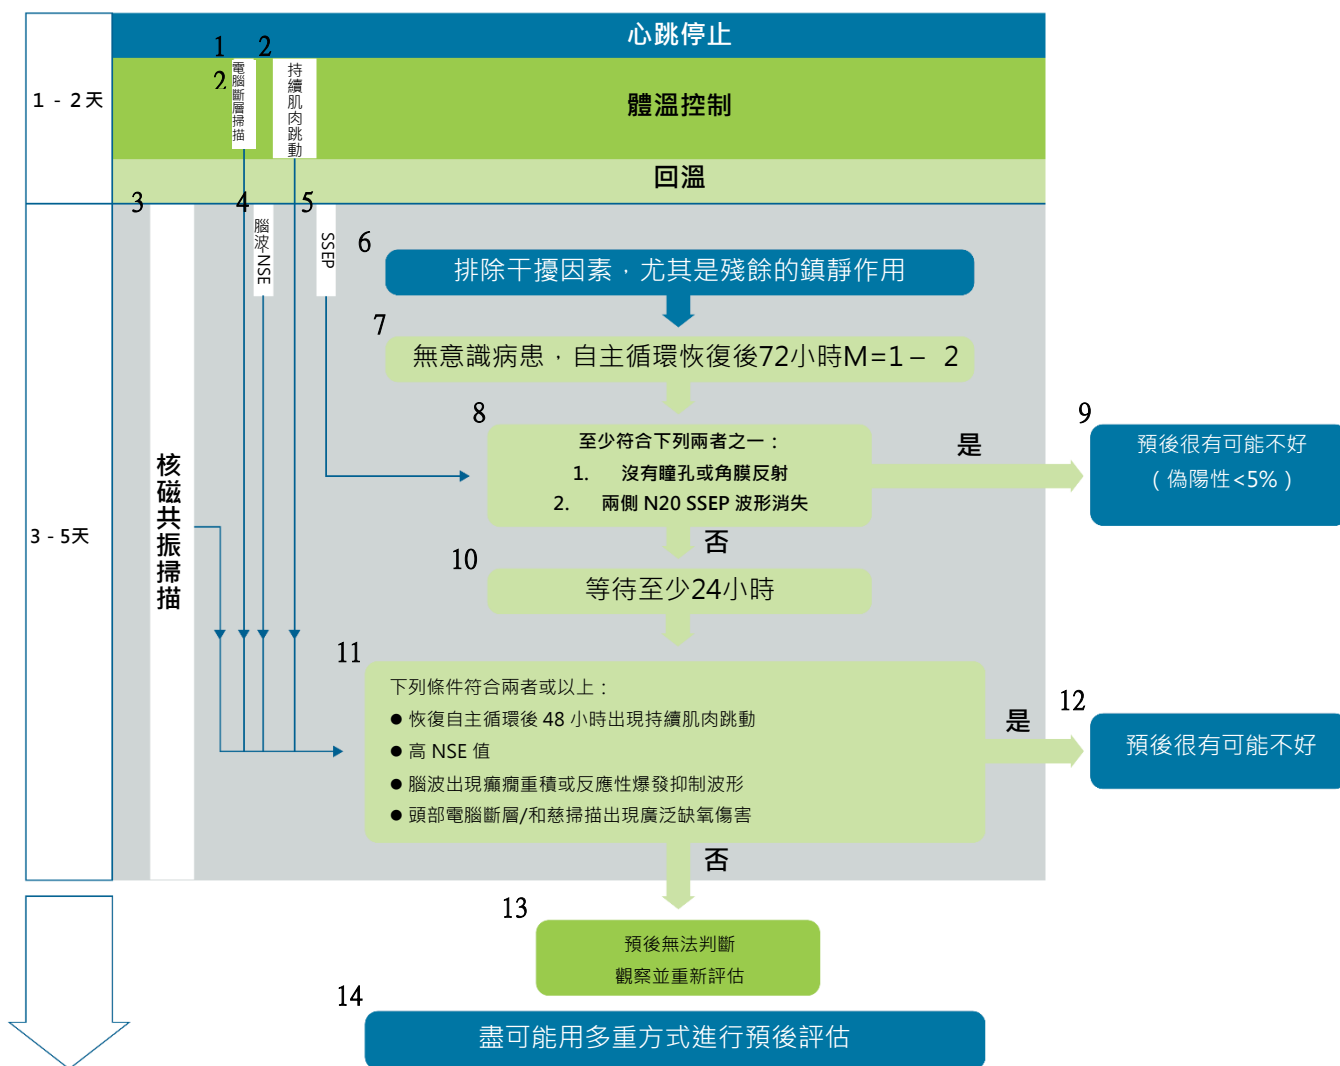 心跳停止
1 2
2
電腦斷層掃描
持續肌肉跳動
1 - 2天
體溫控制
回溫
3
4
5
腦波-NSE
SSEP
6
排除干擾因素，尤其是殘餘的鎮靜作用
7
無意識病患，自主循環恢復後72小時M=1 – 2
8
至少符合下列兩者之一：
1. 沒有瞳孔或角膜反射
2. 兩側 N20 SSEP 波形消失
是
9
預後很有可能不好
（偽陽性<5%）
核磁共振掃描
3 - 5天
否
10
等待至少24小時
11
下列條件符合兩者或以上：
● 恢復自主循環後 48 小時出現持續肌肉跳動
● 高 NSE 值
● 腦波出現癲癇重積或反應性爆發抑制波形
● 頭部電腦斷層/和慈掃描出現廣泛缺氧傷害
是
12
預後很有可能不好
否
13
預後無法判斷
觀察並重新評估
14
盡可能用多重方式進行預後評估